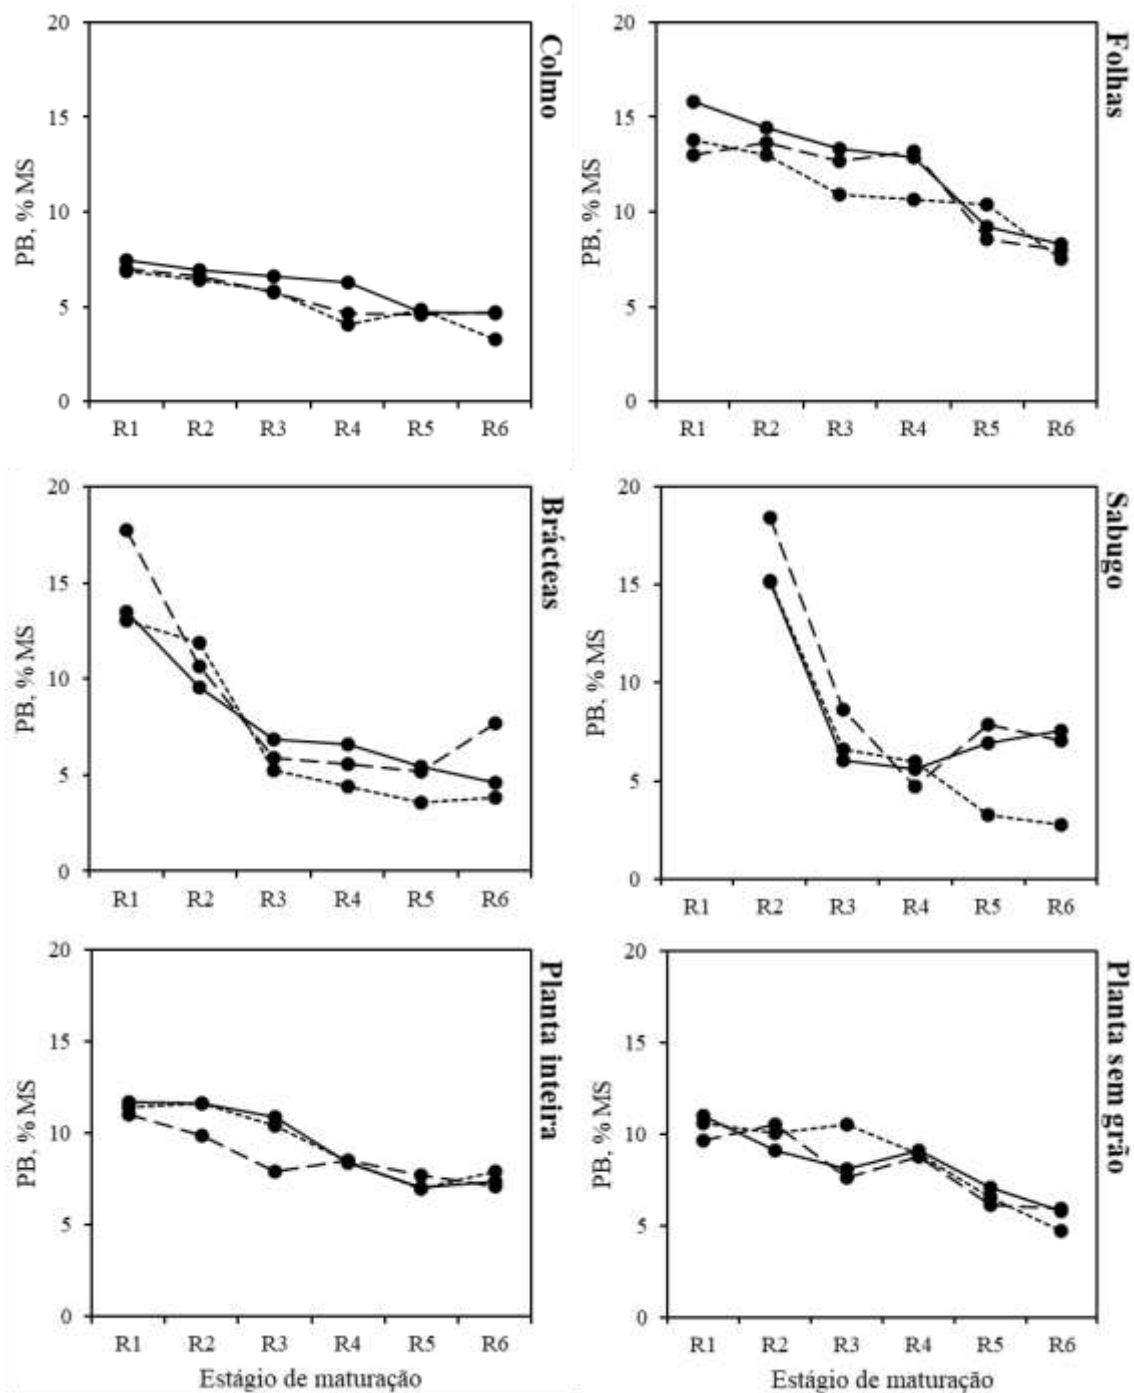 20
15
10
5
0
PB, % MS
R1 R2 R3 R4 R5 R6
Colmo
20
15
10
5
0
PB, % MS
R1 R2 R3 R4 R5 R6
Folhas
20
15
10
5
0
PB, % MS
R1 R2 R3 R4 R5 R6
Brácteas
20
15
10
5
0
PB, % MS
R1 R2 R3 R4 R5 R6
Sabugo
20
15
10
5
0
PB, % MS
R1 R2 R3 R4 R5 R6
Estágio de maturação
Planta inteira
20
15
10
5
0
PB, % MS
R1 R2 R3 R4 R5 R6
Estágio de maturação
Planta sem grão